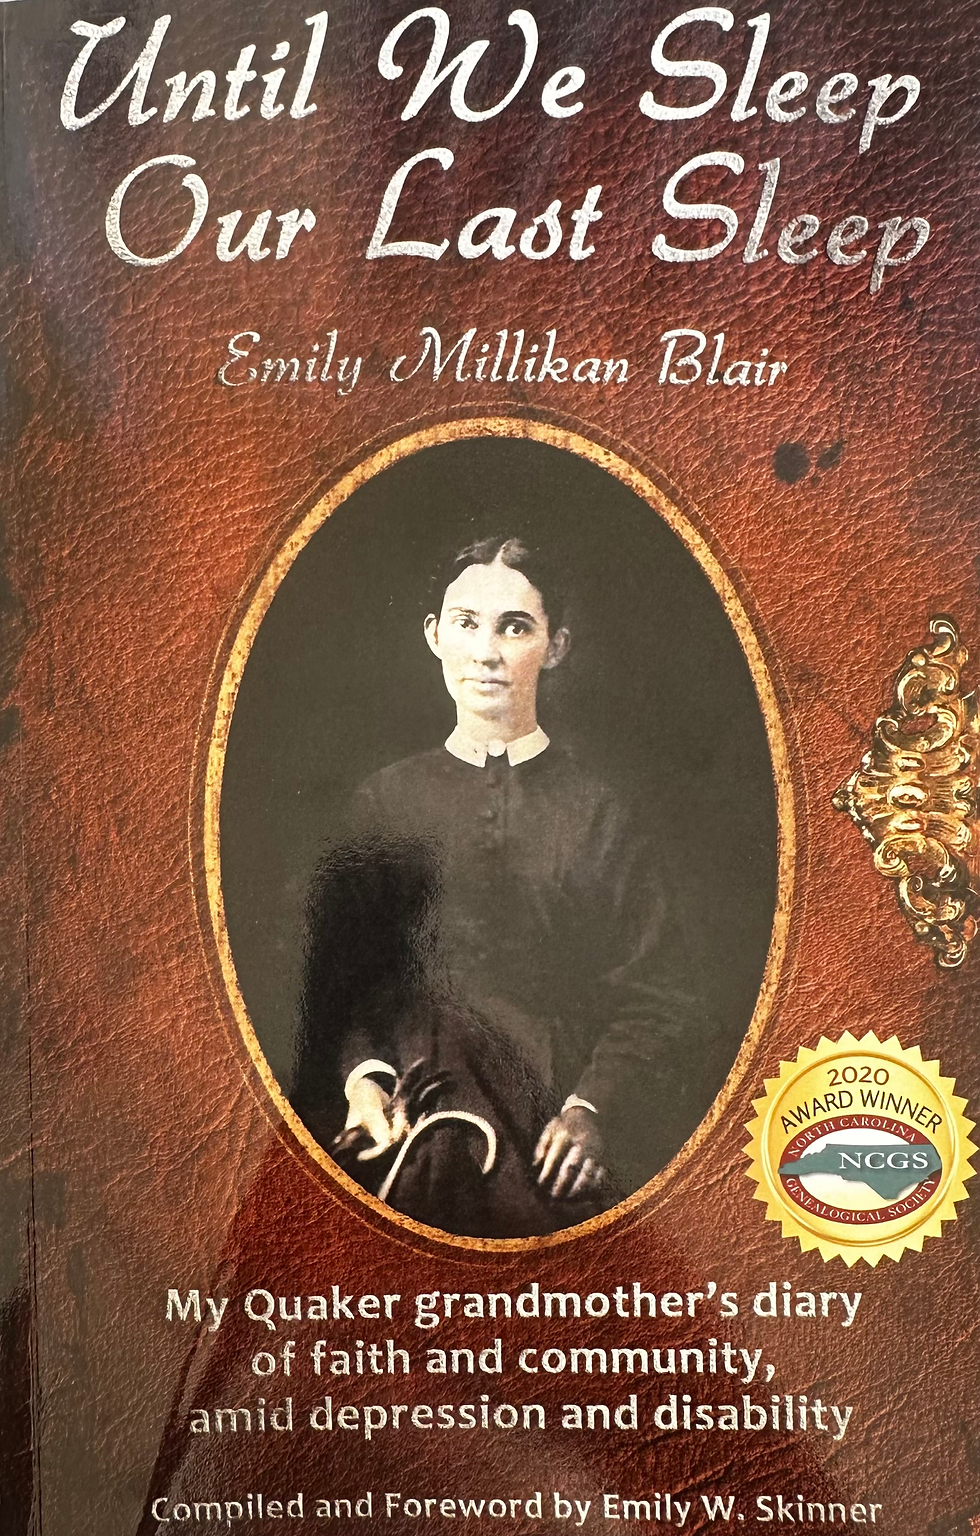 Until We Sleep
Our Last Sleep
Emily Millikan Blair
2020
AWARD WINNER
NORTH CAROLINA
NCGS
GENEALOGICAL SOCIETY
My Quaker grandmother's diary
of faith and community,
amid depression and disability
Compiled and Foreword by Emily W. Skinner